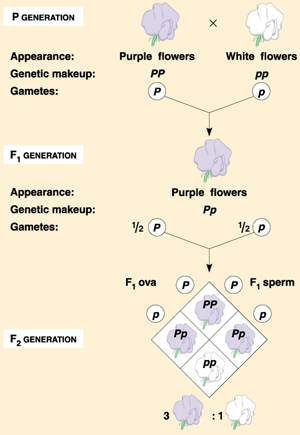 P GENERATION
×
Appearance: Purple flowers White flowers
Genetic makeup: PP pp
Gametes: P p
F1 GENERATION
Appearance: Purple flowers
Genetic makeup: Pp
Gametes: 1/2 P 1/2 p
F1 ova P P F1 sperm
p PP p
F2 GENERATION Pp Pp
pp
3 : 1